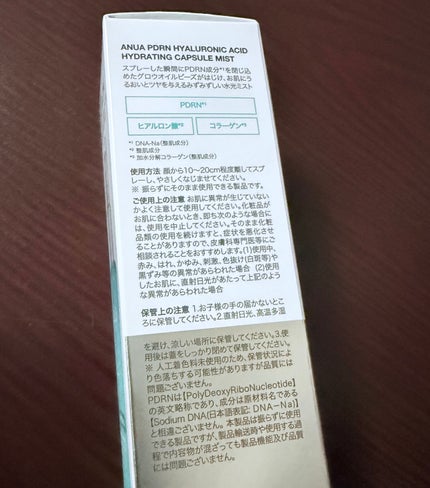 ANUA PDRN HYALURONIC ACID
HYDRATING CAPSULE MIST
スプレーした瞬間にPDRN成分*¹を閉じ込
めたグロウオイルビーズがはじけ、お肌にう
るおいとツヤを与えるみずみずしい水光ミスト
PDRN*¹
ヒアルロン酸*² コラーゲン*³
*¹ DNA-Na(整肌成分)
*² 整肌成分
*³ 加水分解コラーゲン(整肌成分)
使用方法 顔から10～20cm程度離してスプ
レーし、やさしくなじませてください。
※ 振らずにそのまま使用できる製品です。
ご使用上の注意 お肌に異常が生じていない
かよく注意して使用してください。化粧品が
お肌に合わないとき、即ち次のような場合に
は、使用を中止してください。そのまま化粧
品類の使用を続けますと、症状を悪化させ
ることがありますので、皮膚科専門医等にご
相談されることをおすすめします。(1)使用中、
赤み、はれ、かゆみ、刺激、色抜け(白斑等)や
黒ずみ等の異常があらわれた場合 (2)使用
したお肌に、直射日光があたって上記のよう
な異常があらわれた場合
保管上の注意 1.お子様の手の届かないとこ
ろに保管してください。2.直射日光、高温多湿
を避け、涼しい場所に保管してください。3.使
用後は蓋をしっかり閉めて保管してください。
※ 人工着色料未使用のため、保管状況によ
り色落ちする可能性がありますが品質には
問題ございません。
PDRNは【PolyDeoxyRiboNucleotide】
の英文略称であり、成分は原材料名である
【Sodium DNA(日本語表記: DNA－Na)】
と相違ございません。本製品は振らずに使用
できる製品ですが、製品輸送時や使用する過
程で内容物が混ざっても製品機能及び品質
には問題ございません。